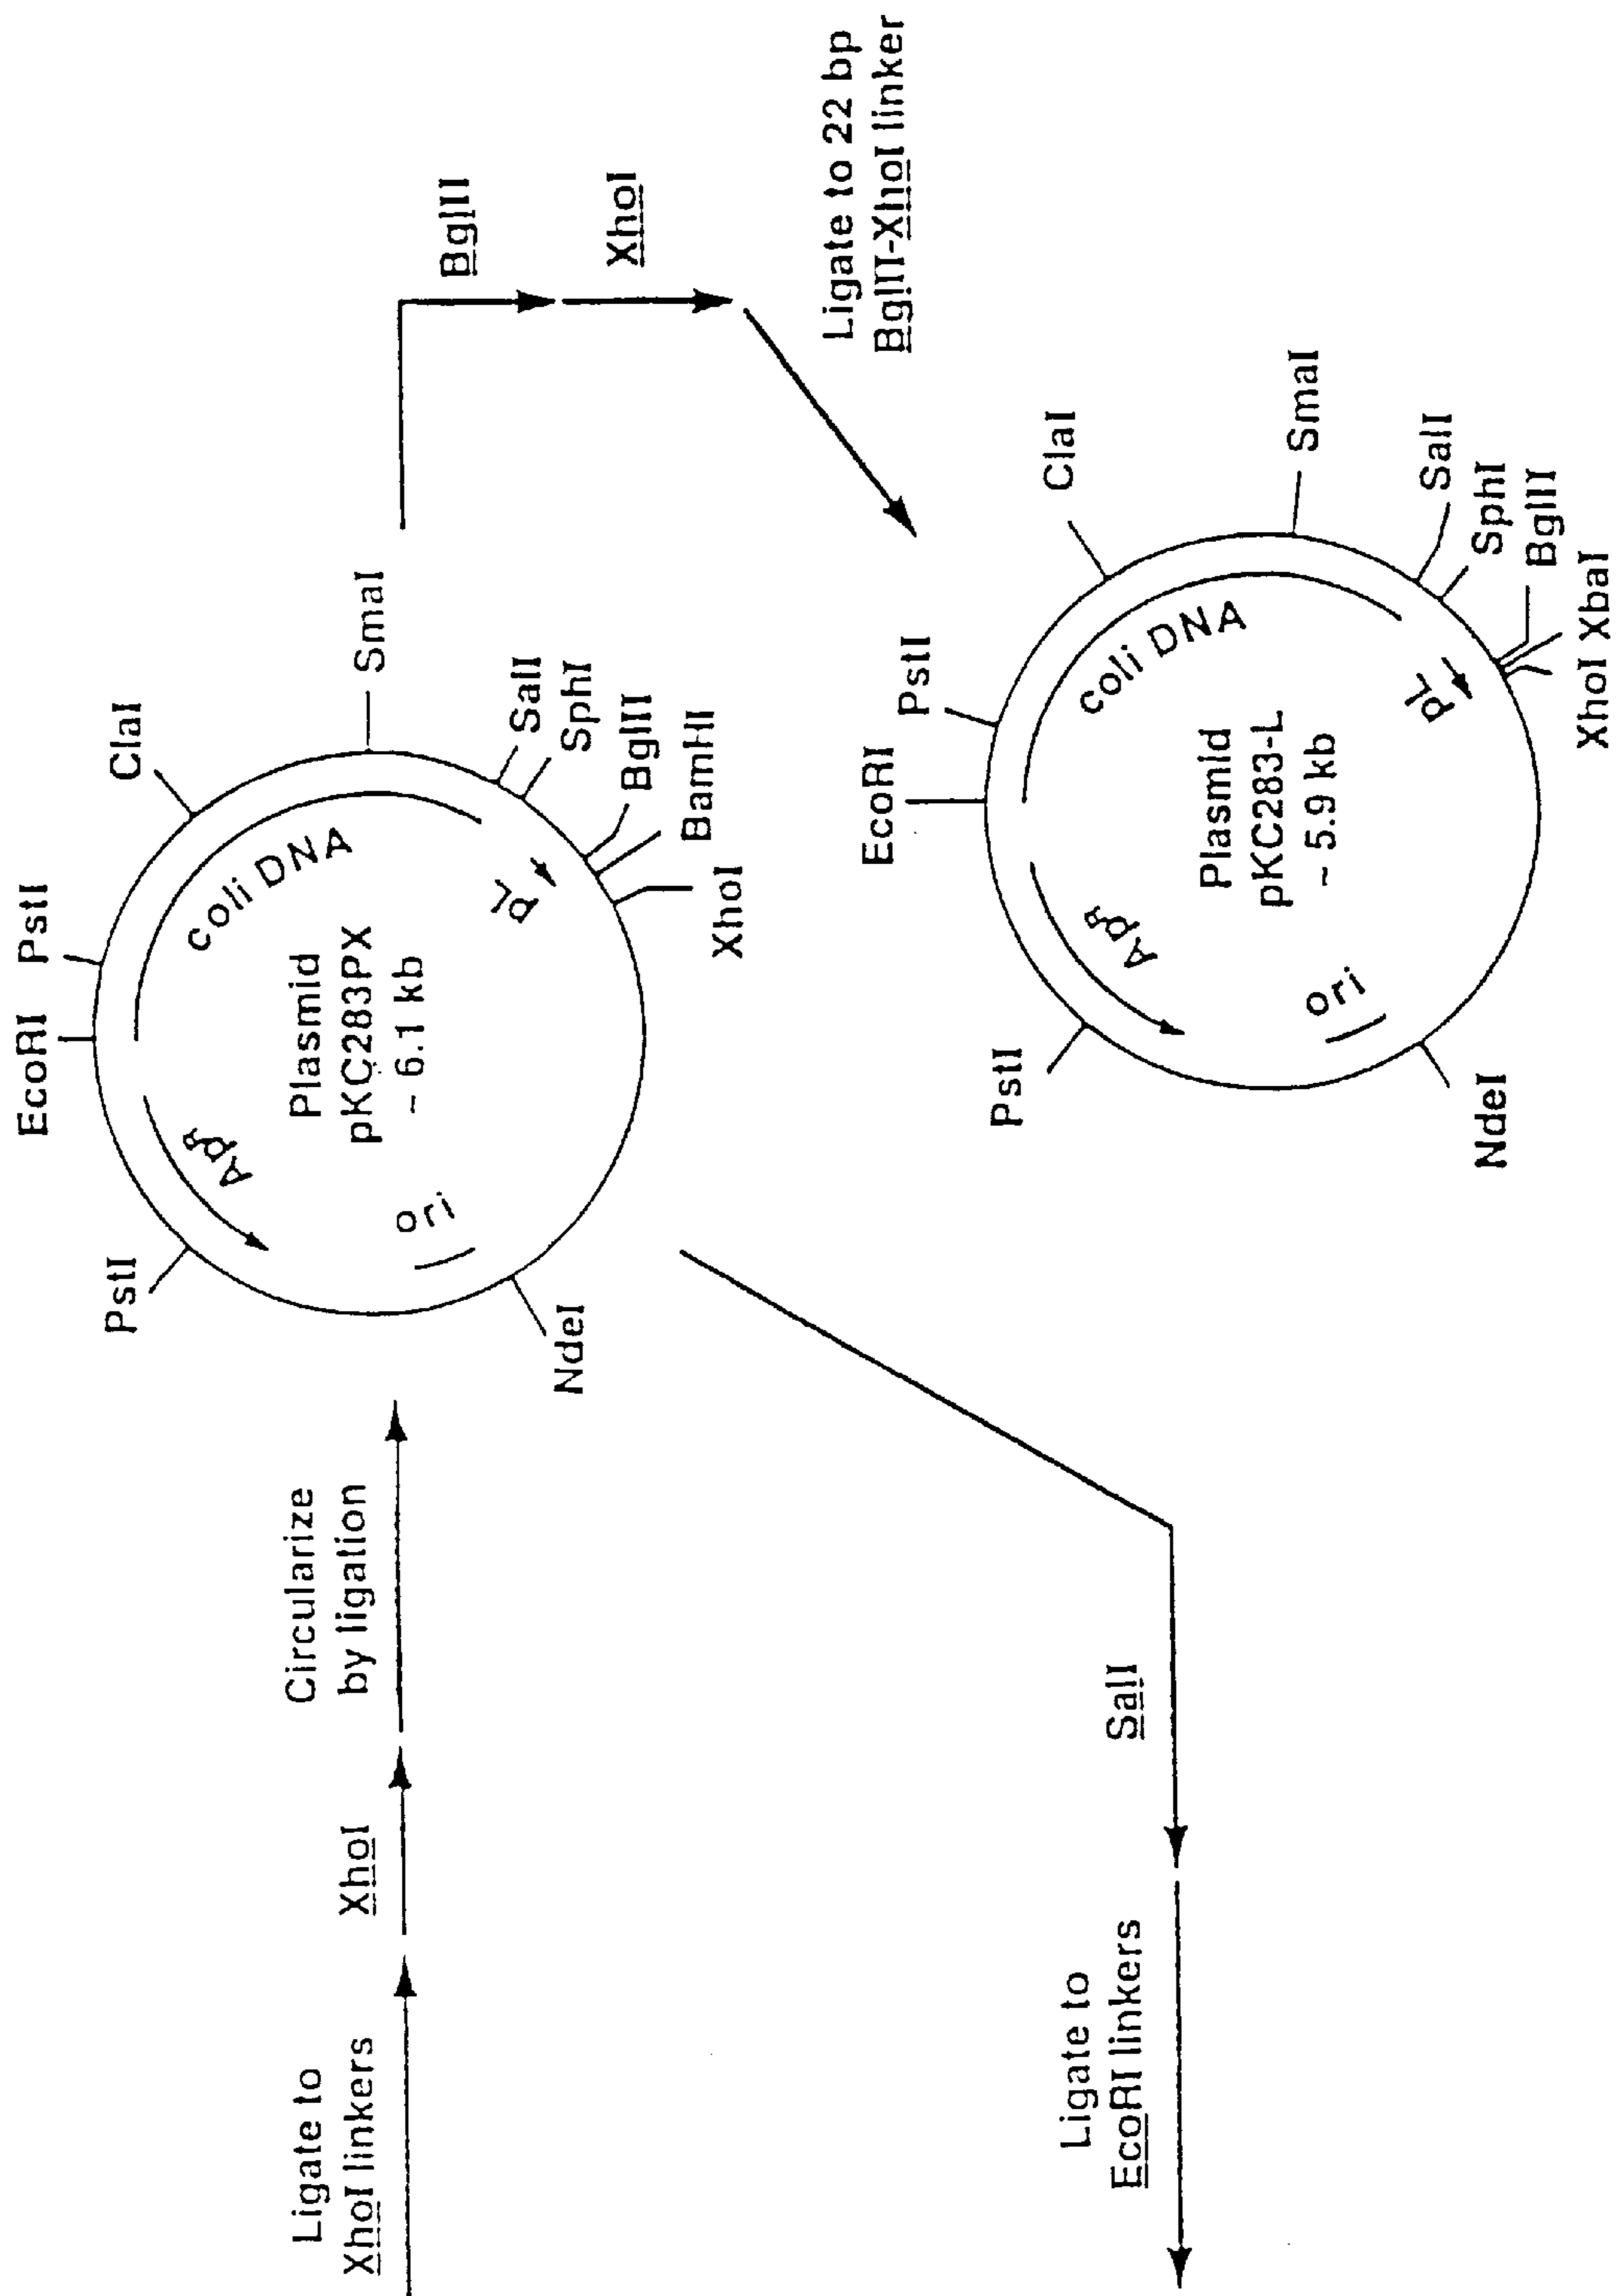 Ligate to
XhoI linkers
XhoI
Circularize
by ligation
EcoRI
PstI
ClaI
SmaI
SalI
SphI
BglII
BamHI
XhoI
NdeI
PstI
ApR
coli DNA
pL
ori
Plasmid
pKC283PX
~ 6.1 kb
BglII
XhoI
Ligate to 22 bp
BglII-XhoI linker
SalI
Ligate to
EcoRI linkers
EcoRI
PstI
ClaI
SmaI
SalI
SphI
BglII
XhoI XbaI
NdeI
PstI
ApR
coli DNA
pL
ori
Plasmid
pKC283-L
~ 5.9 kb